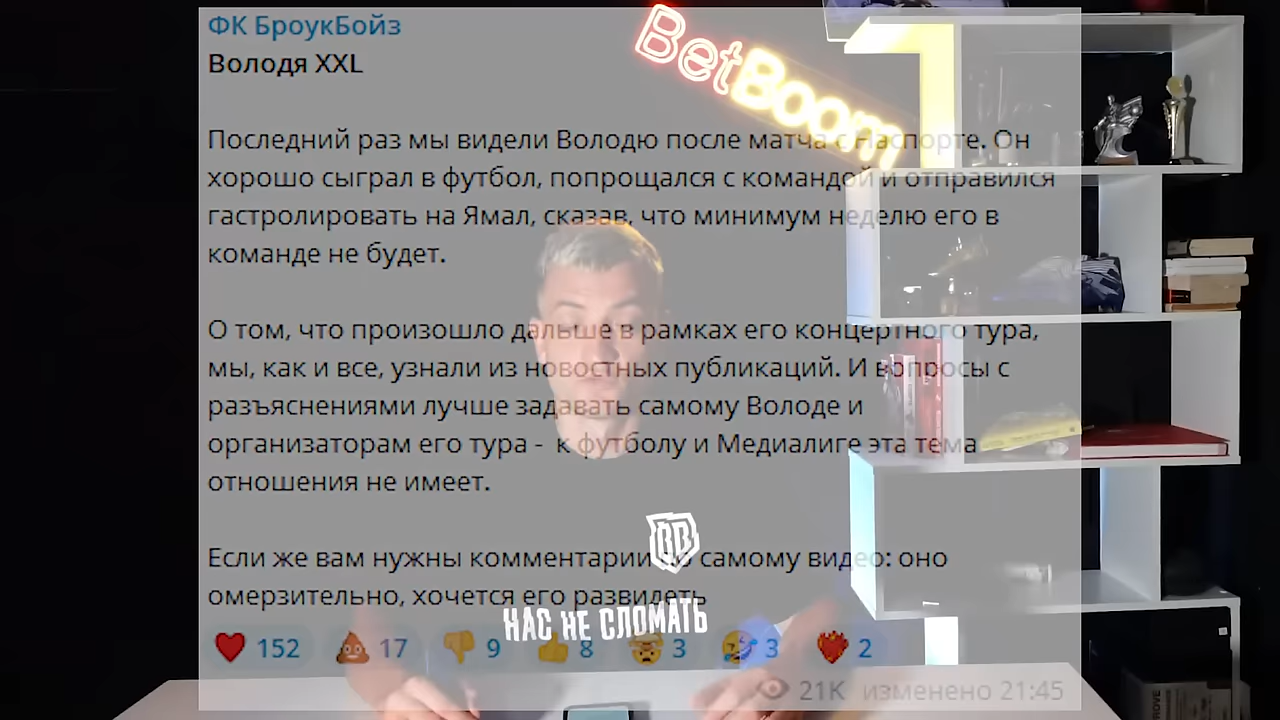 ФК БроукБойз
Володя XXL
BetBoom
Последний раз мы видели Володю после матча с Наспорте. Он
хорошо сыграл в футбол, попрощался с командой и отправился
гастролировать на Ямал, сказав, что минимум неделю его в
команде не будет.
О том, что произошло дальше в рамках его концертного тура,
мы, как и все, узнали из новостных публикаций. И вопросы с
разъяснениями лучше задавать самому Володе и
организаторам его тура - к футболу и Медиалиге эта тема
отношения не имеет.
Если же вам нужны комментарии по самому видео: оно
омерзительно, хочется его развидеть
BB
НАС НЕ СЛОМАТЬ
152 17 9 8 3 3 2
21K изменено 21:45